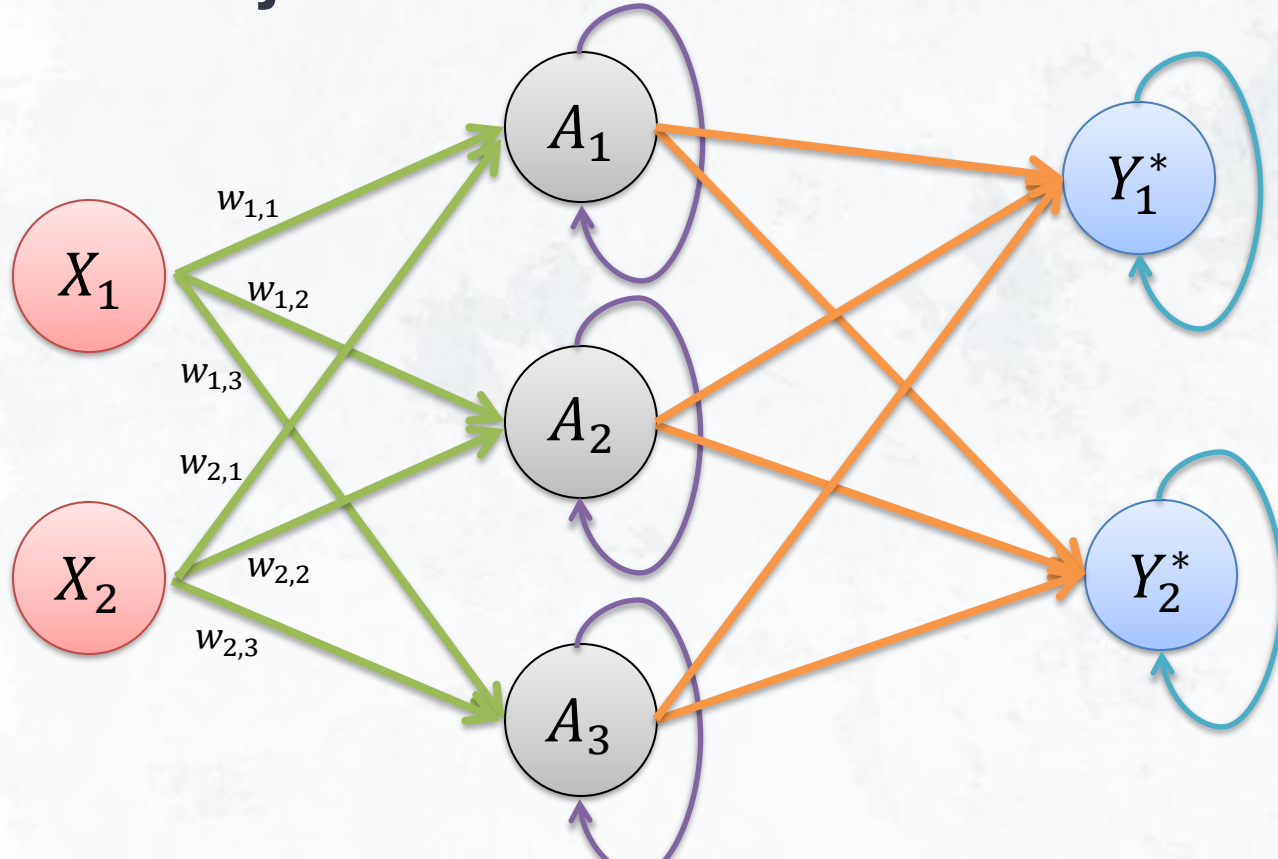 A₁
Y₁*
w₁,₁
X₁
w₁,₂
w₁,₃
A₂
w₂,₁
w₂,₂
X₂
Y₂*
w₂,₃
A₃